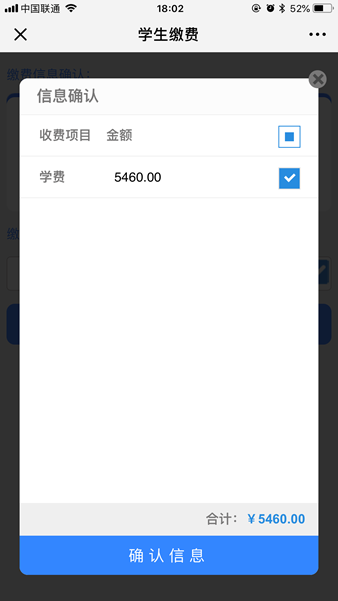 中国联通 18:02 52%
学生缴费
缴费信息确认:
信息确认
收费项目 金额
学费 5460.00
缴
合计: ￥5460.00
确认信息